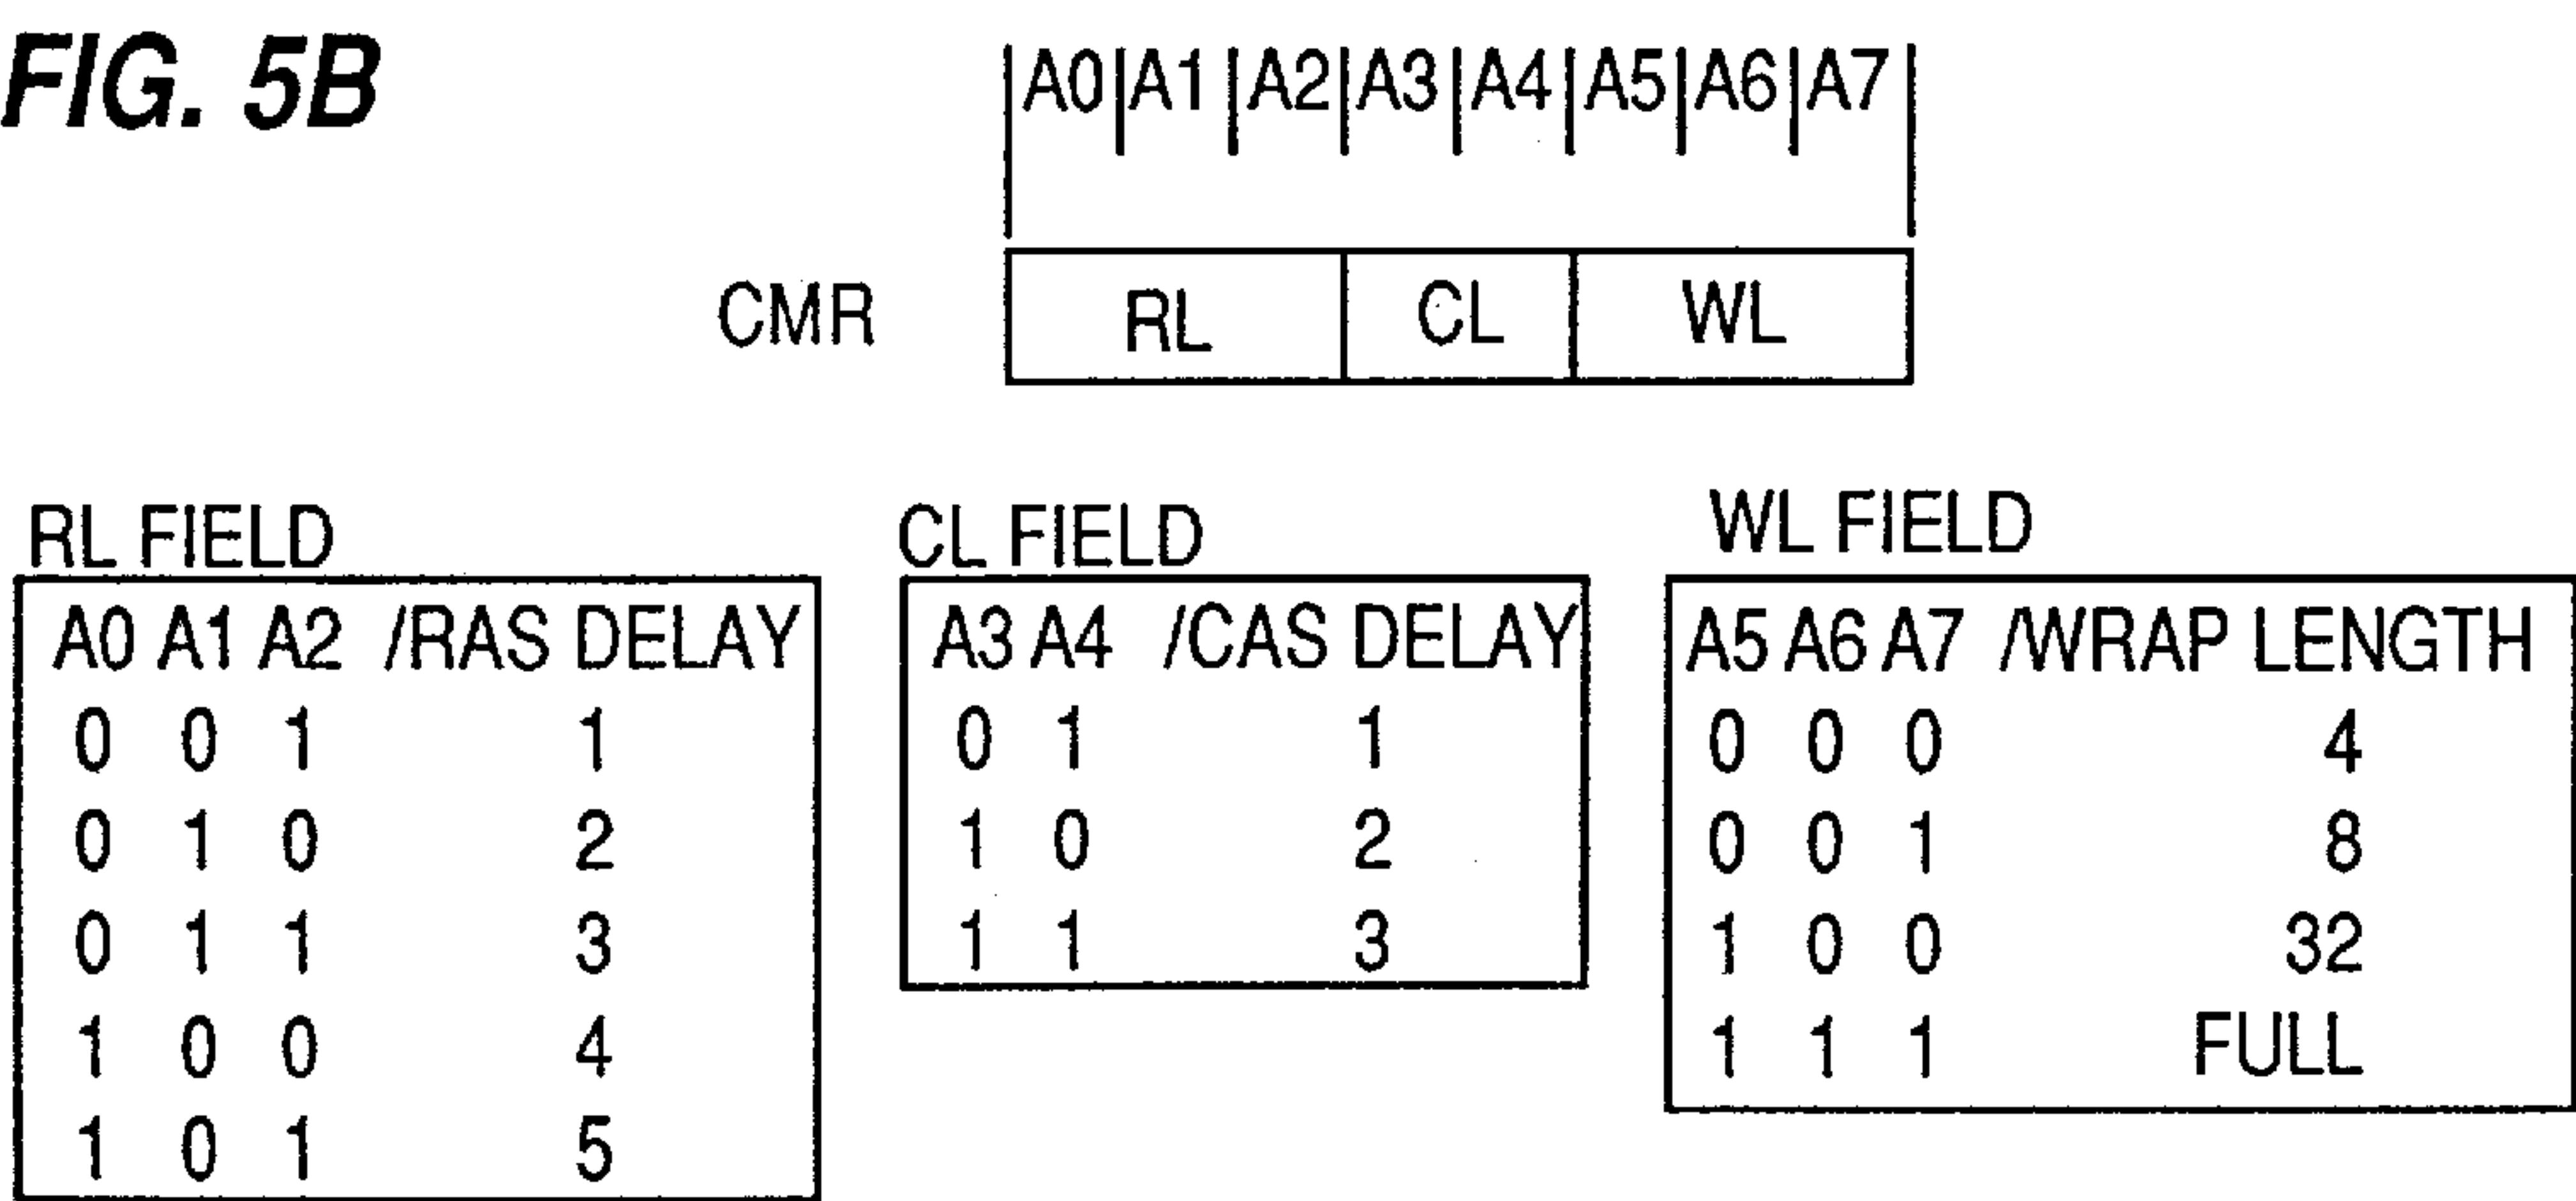 FIG. 5B
A0 A1 A2 A3 A4 A5 A6 A7
CMR RL CL WL
RL FIELD
A0 A1 A2 /RAS DELAY
0 0 1 1
0 1 0 2
0 1 1 3
1 0 0 4
1 0 1 5
CL FIELD
A3 A4 /CAS DELAY
0 1 1
1 0 2
1 1 3
WL FIELD
A5 A6 A7 /WRAP LENGTH
0 0 0 4
0 0 1 8
1 0 0 32
1 1 1 FULL